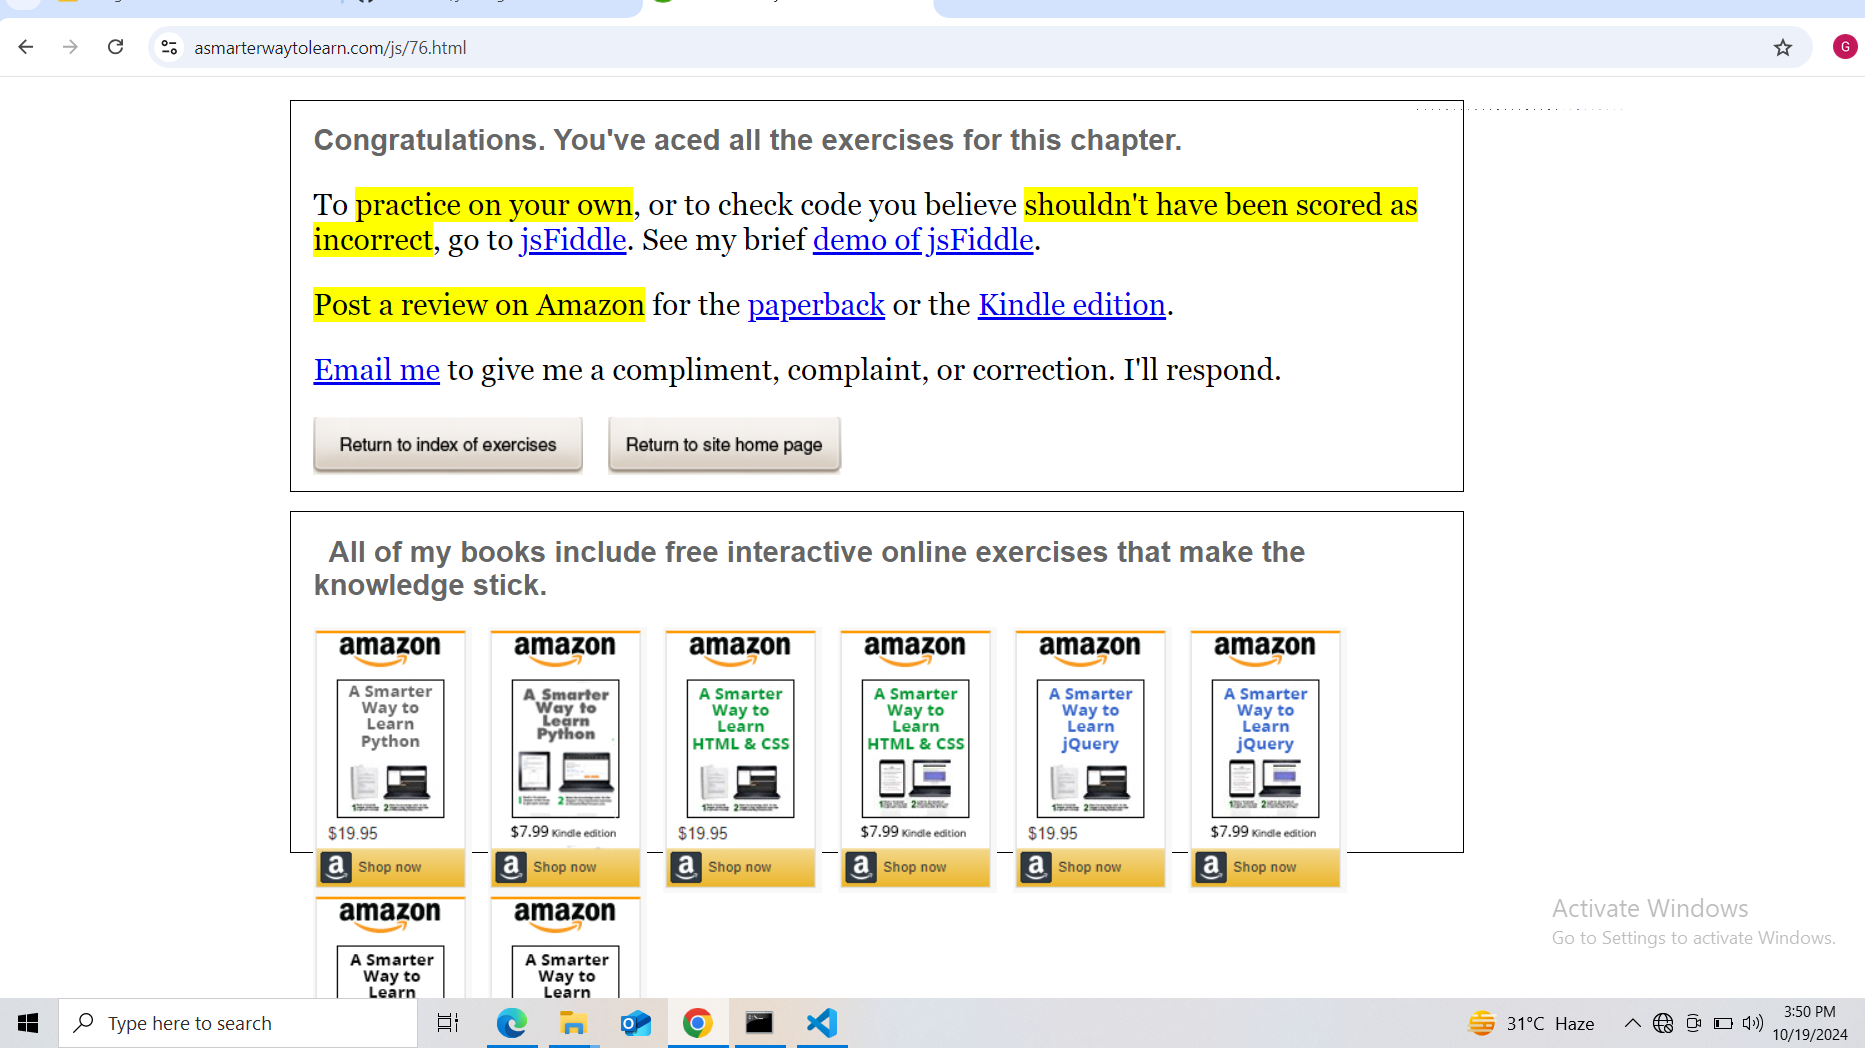 asmarterwaytolearn.com/js/76.html
G
Congratulations. You've aced all the exercises for this chapter.
To practice on your own, or to check code you believe shouldn't have been scored as
incorrect, go to jsFiddle. See my brief demo of jsFiddle.
Post a review on Amazon for the paperback or the Kindle edition.
Email me to give me a compliment, complaint, or correction. I'll respond.
Return to index of exercises Return to site home page
All of my books include free interactive online exercises that make the
knowledge stick.
amazon amazon amazon amazon amazon amazon
A Smarter A Smarter A Smarter A Smarter A Smarter A Smarter
Way to Way to Way to Way to Way to Way to
Learn Learn Learn Learn Learn Learn
Python Python HTML & CSS HTML & CSS jQuery jQuery
$19.95 $7.99 Kindle edition $19.95 $7.99 Kindle edition $19.95 $7.99 Kindle edition
a Shop now a Shop now a Shop now a Shop now a Shop now a Shop now
amazon amazon
A Smarter A Smarter
Way to Way to
Learn Learn
Activate Windows
Go to Settings to activate Windows.
Type here to search
31°C Haze
3:50 PM
10/19/2024